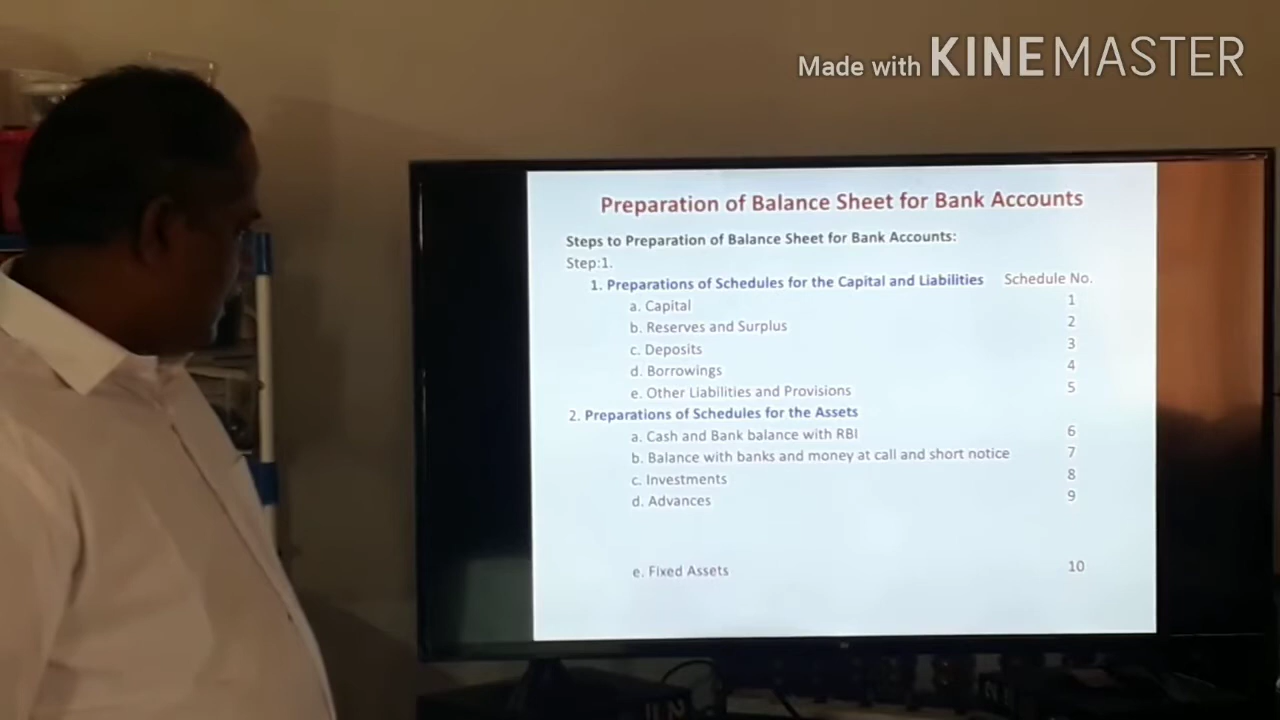 Made with KINEMASTER
Preparation of Balance Sheet for Bank Accounts
Steps to Preparation of Balance Sheet for Bank Accounts:
Step:1.
1. Preparations of Schedules for the Capital and Liabilities Schedule No.
a. Capital 1
b. Reserves and Surplus 2
c. Deposits 3
d. Borrowings 4
e. Other Liabilities and Provisions 5
2. Preparations of Schedules for the Assets
a. Cash and Bank balance with RBI 6
b. Balance with banks and money at call and short notice 7
c. Investments 8
d. Advances 9
e. Fixed Assets 10